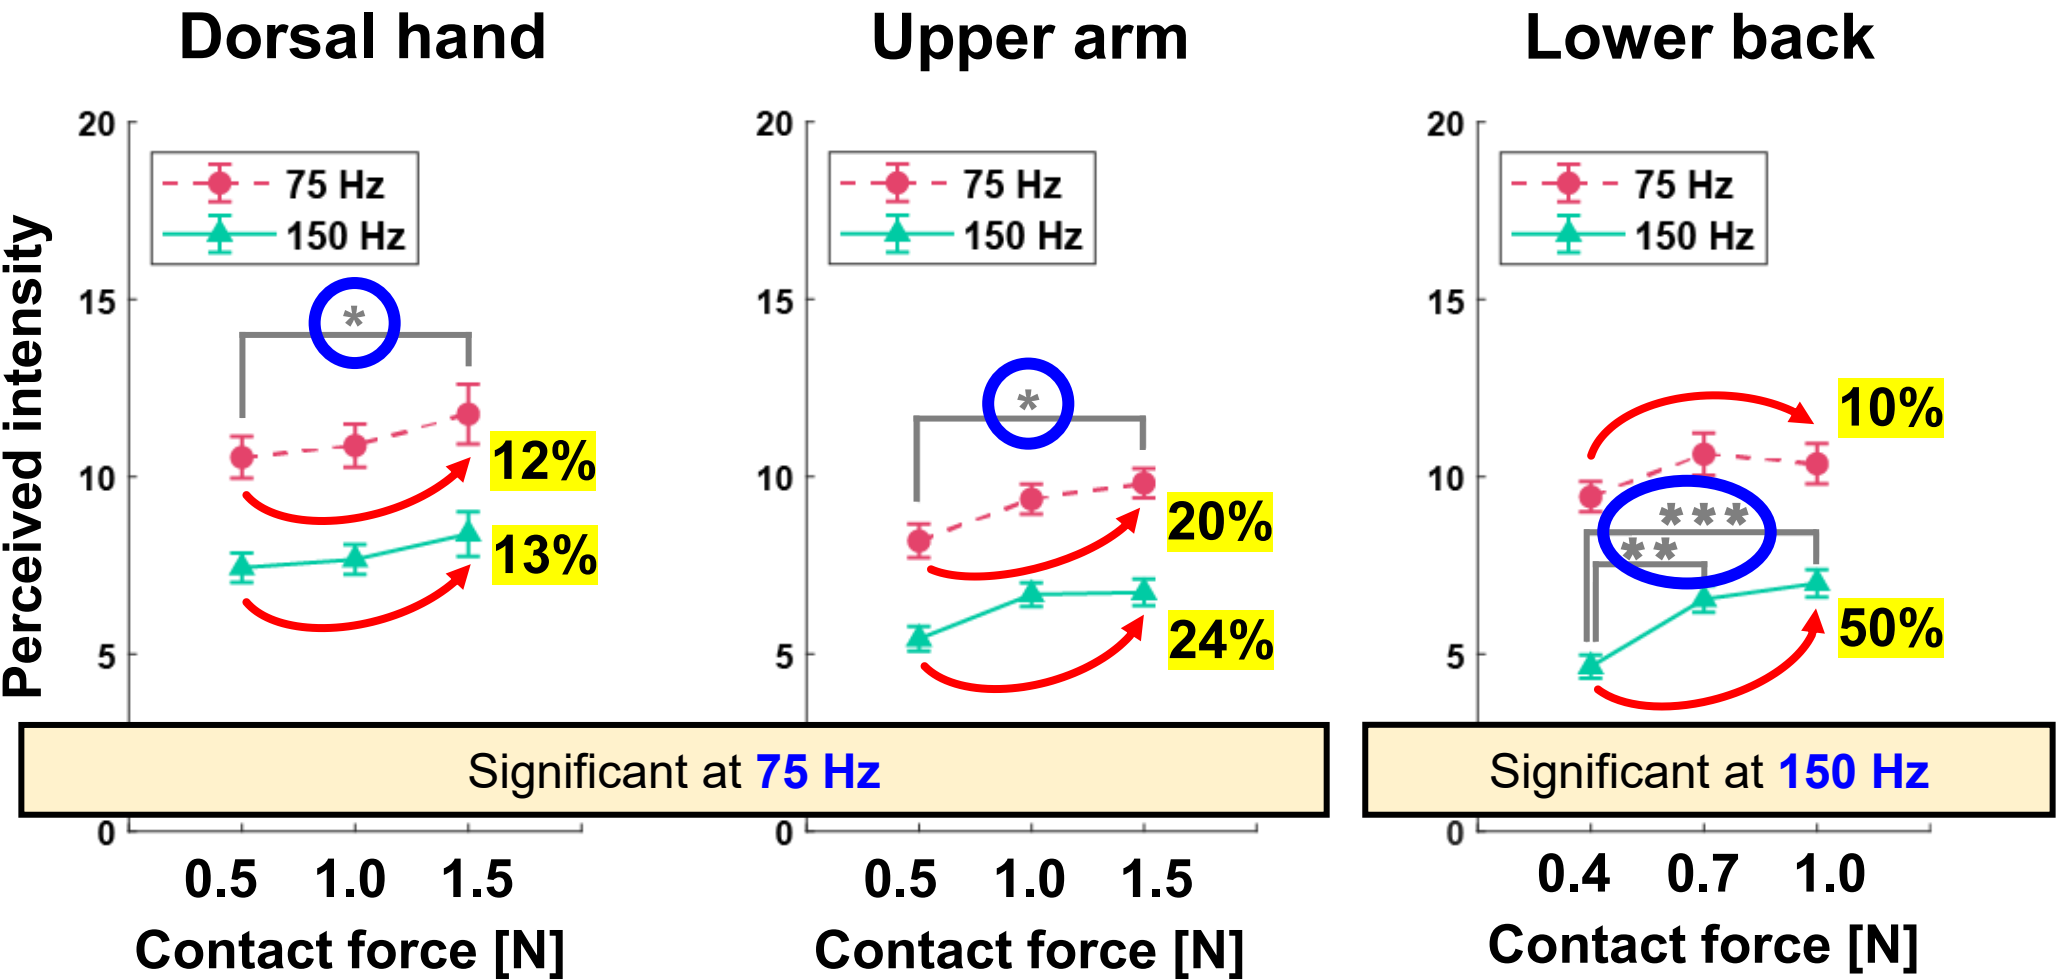 Dorsal hand
Upper arm
Lower back
Perceived intensity
20
15
10
5
0
75 Hz
150 Hz
*
12%
13%
0.5 1.0 1.5
Contact force [N]
20
15
10
5
0
75 Hz
150 Hz
*
20%
24%
0.5 1.0 1.5
Contact force [N]
Significant at 75 Hz
20
15
10
5
0
75 Hz
150 Hz
10%
***
**
50%
Significant at 150 Hz
0.4 0.7 1.0
Contact force [N]